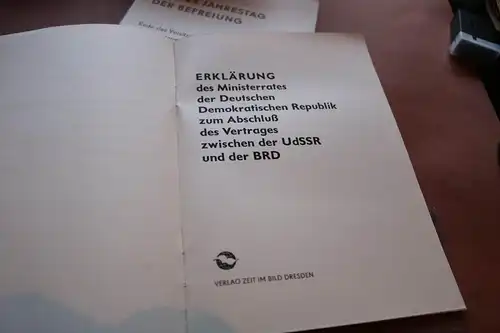 JAHRESTAG
DER BEFREIUNG
ERKLÄRUNG
des Ministerrates
der Deutschen
Demokratischen Republik
zum Abschluß
des Vertrages
zwischen der UdSSR
und der BRD
VERLAG ZEIT IM BILD DRESDEN